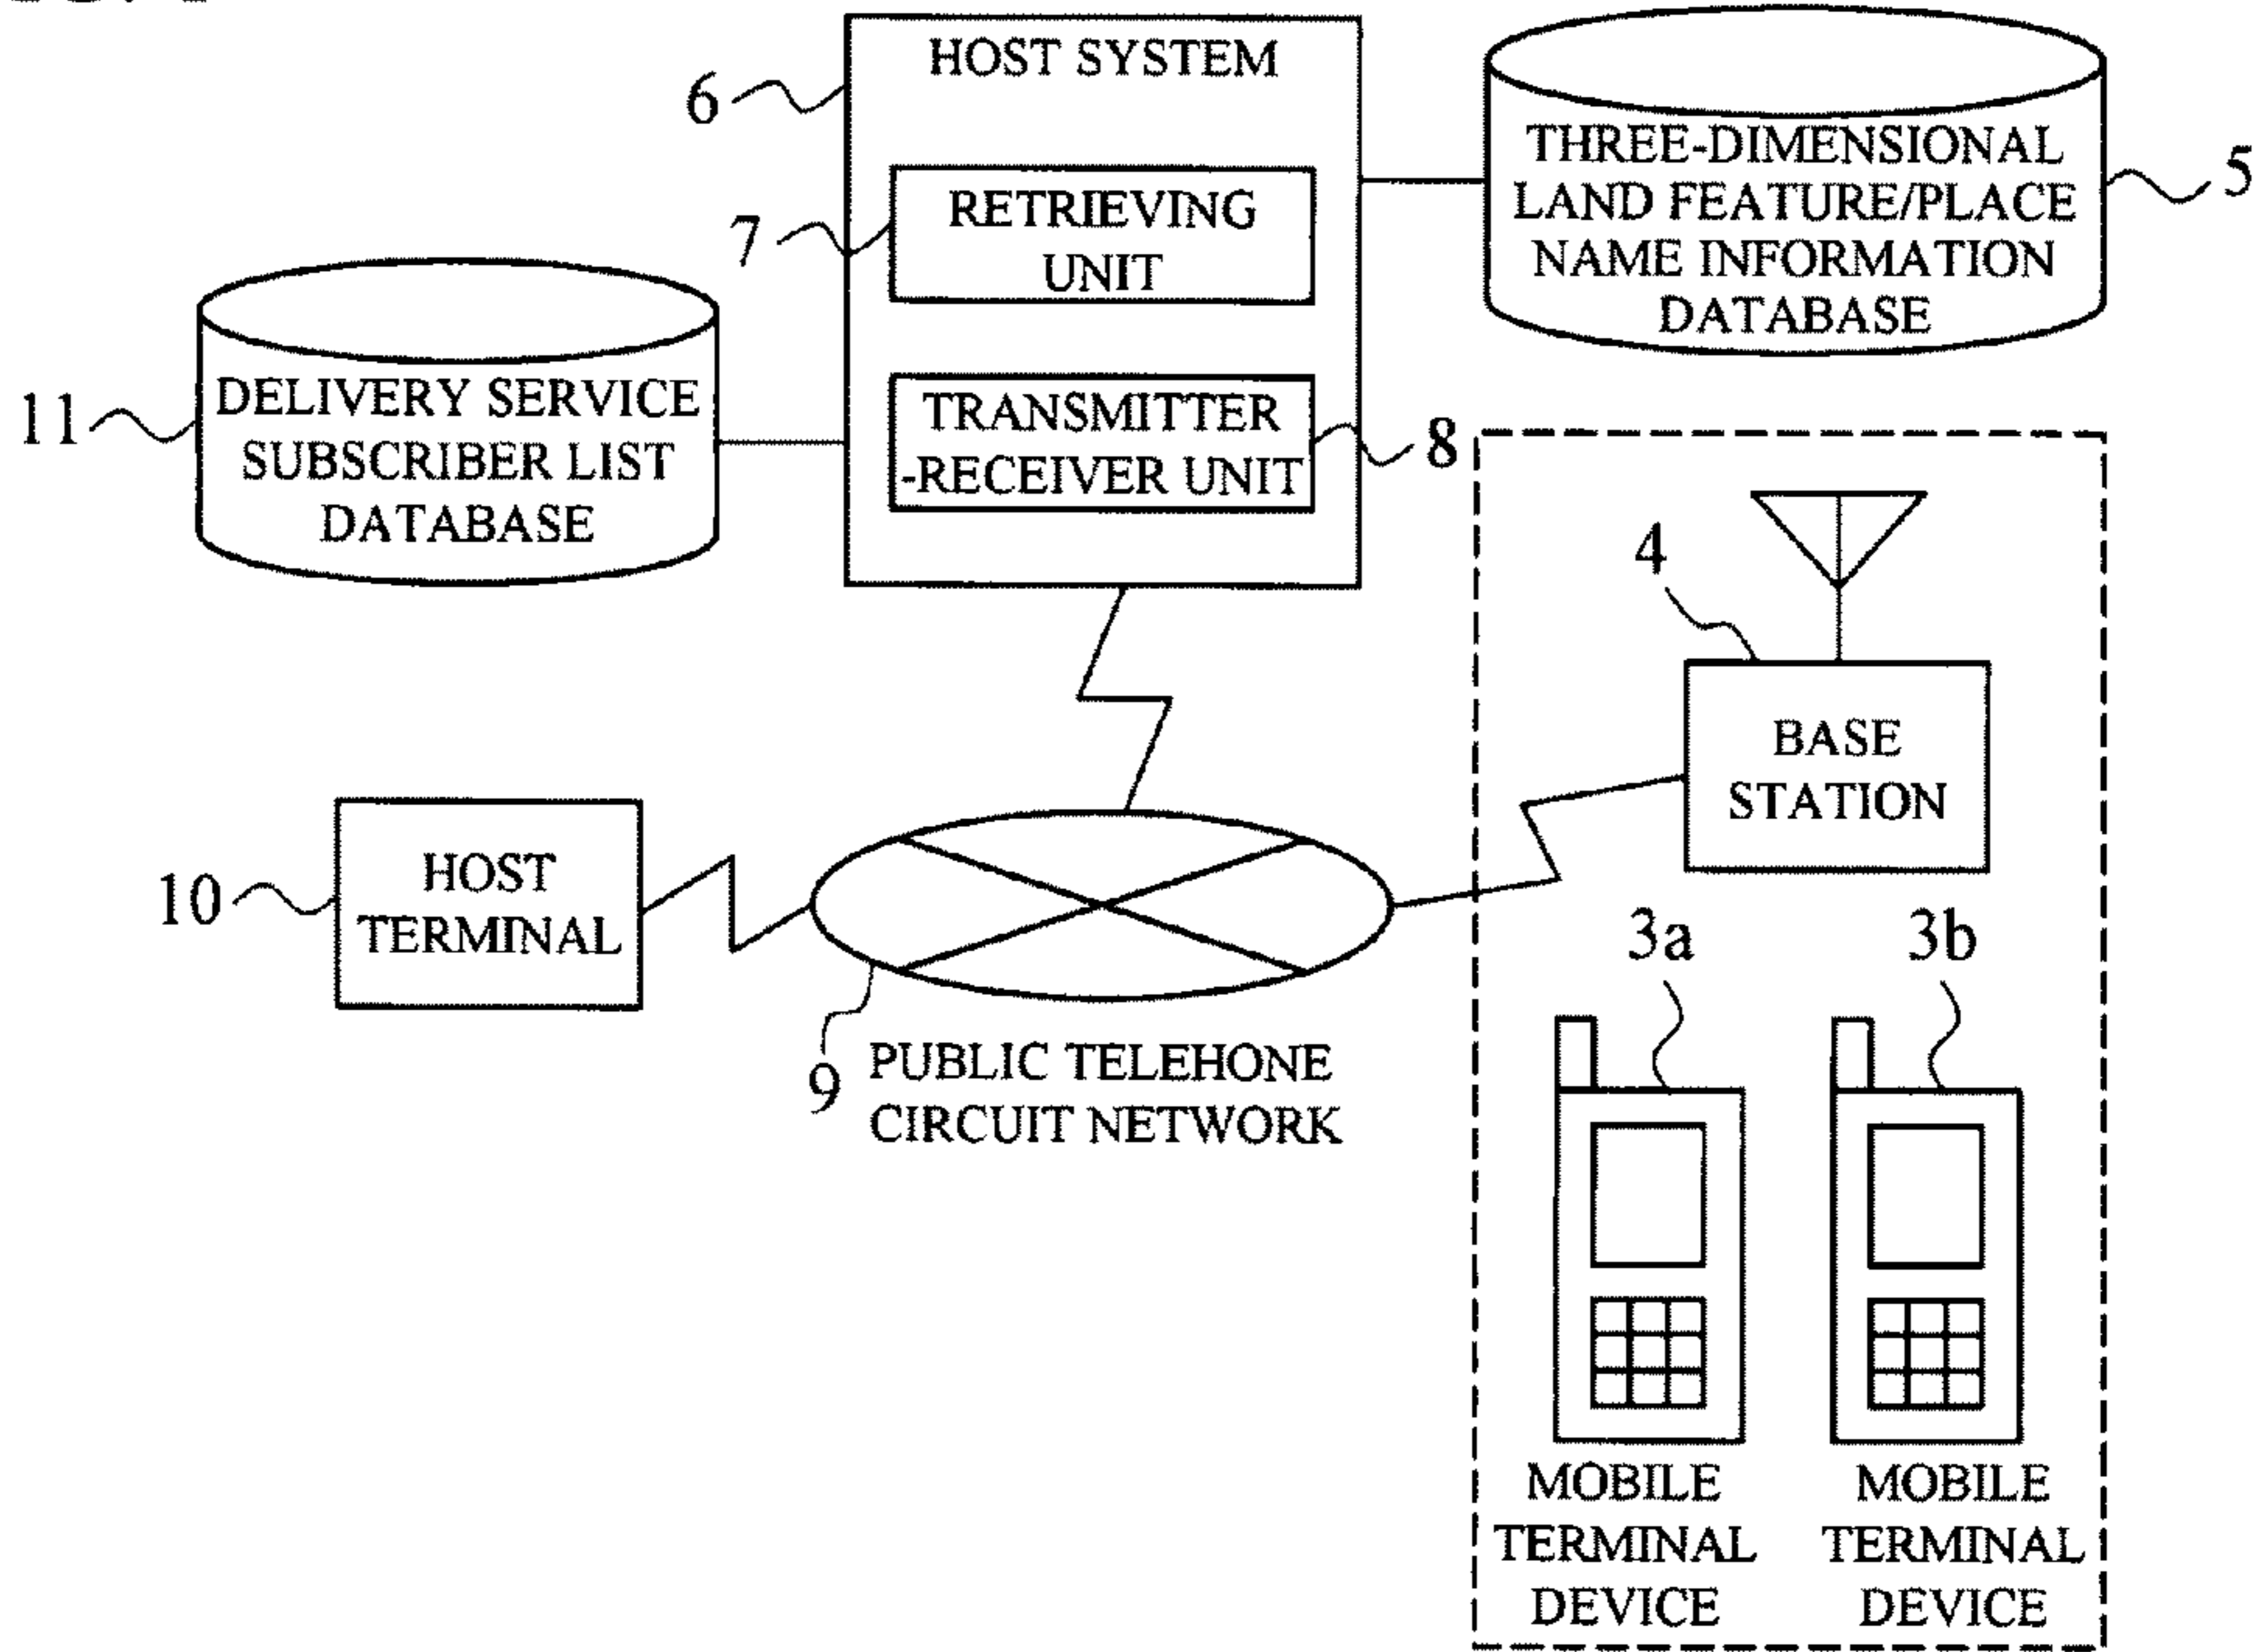 HOST SYSTEM
6
THREE-DIMENSIONAL
LAND FEATURE/PLACE
NAME INFORMATION
DATABASE
5
RETRIEVING
UNIT
7
DELIVERY SERVICE
SUBSCRIBER LIST
DATABASE
11
TRANSMITTER
-RECEIVER UNIT
8
4
BASE
STATION
HOST
TERMINAL
10
9
PUBLIC TELEHONE
CIRCUIT NETWORK
3a
3b
MOBILE
TERMINAL
DEVICE
MOBILE
TERMINAL
DEVICE